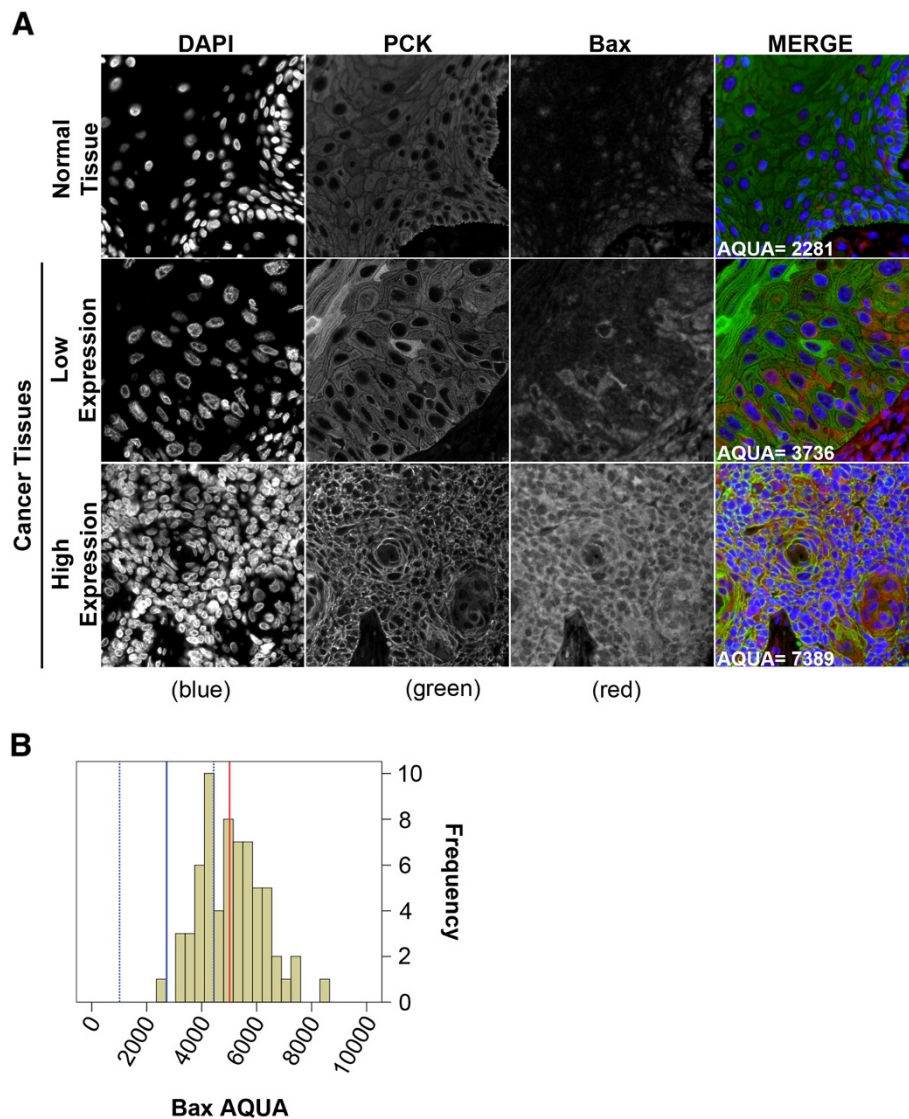 A
DAPI PCK Bax MERGE
Normal Tissue
AQUA= 2281
Cancer Tissues
Low Expression
AQUA= 3736
High Expression
AQUA= 7389
(blue) (green) (red)
B
10
8
6
4
2
0
Frequency
0 2000 4000 6000 8000 10000
Bax AQUA